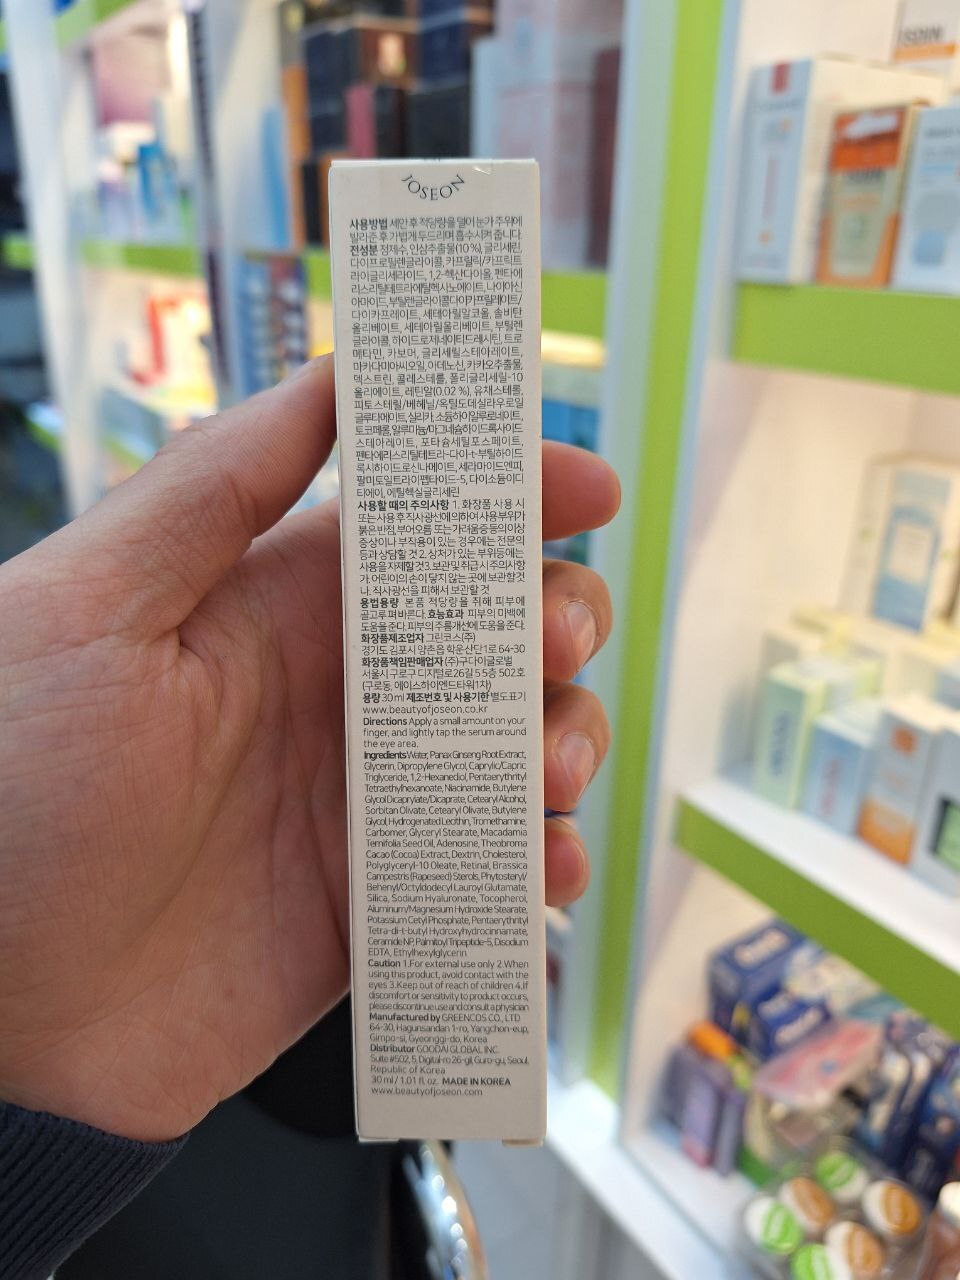 JOSEON
사용방법 세안 후 적당량을 덜어 눈가 주위에
발라준 후 가볍게 두드리며 흡수시켜 줍니다.
전성분 정제수, 인삼추출물(10%), 글리세린,
다이프로필렌글라이콜, 카프릴릭/카프릭트
라이글리세라이드, 1,2-헥산다이올, 펜타에
리스리틸테트라에틸헥사노에이트, 나이아신
아마이드, 부틸렌글라이콜다이카프릴레이트/
다이카프레이트, 세테아릴알코올, 솔비탄
올리베이트, 세테아릴올리베이트, 부틸렌
글라이콜, 하이드로제네이티드레시틴, 트로
메타민, 카보머, 글리세릴스테아레이트,
마카다미아씨오일, 아데노신, 카카오추출물,
덱스트린, 콜레스테롤, 폴리글리세릴-10
올리에이트, 레틴알(0.02 %), 유채스테롤,
피토스테릴/베헤닐/옥틸도데실라우로일
글루타메이트, 실리카, 소듐하이알루로네이트,
토코페롤, 알루미늄/마그네슘하이드록사이드
스테아레이트, 포타슘세틸포스페이트,
펜타에리스리틸테트라-다이-t-부틸하이드
록시하이드로신나메이트, 세라마이드엔피,
팔미토일트라이펩타이드-5, 다이소듐이디
티에이, 에틸헥실글리세린
사용할 때의 주의사항 1. 화장품 사용 시
또는 사용 후 직사광선에 의하여 사용부위가
붉은 반점, 부어오름 또는 가려움증 등의 이상
증상이나 부작용이 있는 경우에는 전문의
등과 상담할 것 2. 상처가 있는 부위 등에는
사용을 자제할 것 3. 보관 및 취급 시 주의사항
가. 어린이의 손이 닿지 않는 곳에 보관할 것
나. 직사광선을 피해서 보관할 것
용법용량 본품 적당량을 취해 피부에
골고루 펴 바른다. 효능효과 피부의 미백에
도움을 준다. 피부의 주름개선에 도움을 준다.
화장품제조업자 그린코스(주)
경기도 김포시 양촌읍 학운산단1로 64-30
화장품책임판매업자 (주)구다이글로벌
서울시 구로구 디지털로26길 5 5층 502호
(구로동, 에이스하이엔드타워1차)
용량 30ml 제조번호 및 사용기한 별도표기
www.beautyofjoseon.co.kr
Directions Apply a small amount on your
finger, and lightly tap the serum around
the eye area.
Ingredients Water, Panax Ginseng Root Extract,
Glycerin, Dipropylene Glycol, Caprylic/Capric
Triglyceride, 1,2-Hexanediol, Pentaerythrityl
Tetraethylhexanoate, Niacinamide, Butylene
Glycol Dicaprylate/Dicaprate, Cetearyl Alcohol,
Sorbitan Olivate, Cetearyl Olivate, Butylene
Glycol, Hydrogenated Lecithin, Tromethamine,
Carbomer, Glyceryl Stearate, Macadamia
Ternifolia Seed Oil, Adenosine, Theobroma
Cacao (Cocoa) Extract, Dextrin, Cholesterol,
Polyglyceryl-10 Oleate, Retinal, Brassica
Campestris (Rapeseed) Sterols, Phytosteryl/
Behenyl/Octyldodecyl Lauroyl Glutamate,
Silica, Sodium Hyaluronate, Tocopherol,
Aluminum/Magnesium Hydroxide Stearate,
Potassium Cetyl Phosphate, Pentaerythrityl
Tetra-di-t-butyl Hydroxyhydrocinnamate,
Ceramide NP, Palmitoyl Tripeptide-5, Disodium
EDTA, Ethylhexylglycerin
Caution 1.For external use only 2.When
using this product, avoid contact with the
eyes 3.Keep out of reach of children 4.If
discomfort or sensitivity to product occurs,
please discontinue use and consult a physician
Manufactured by GREENCOS CO., LTD
64-30, Hagunsandan 1-ro, Yangchon-eup,
Gimpo-si, Gyeonggi-do, Korea
Distributor GOODAI GLOBAL INC.
Suite #502, 5, Digital-ro 26-gil, Guro-gu, Seoul,
Republic of Korea
30 ml / 1.01 fl. oz. MADE IN KOREA
www.beautyofjoseon.com
ISDIN